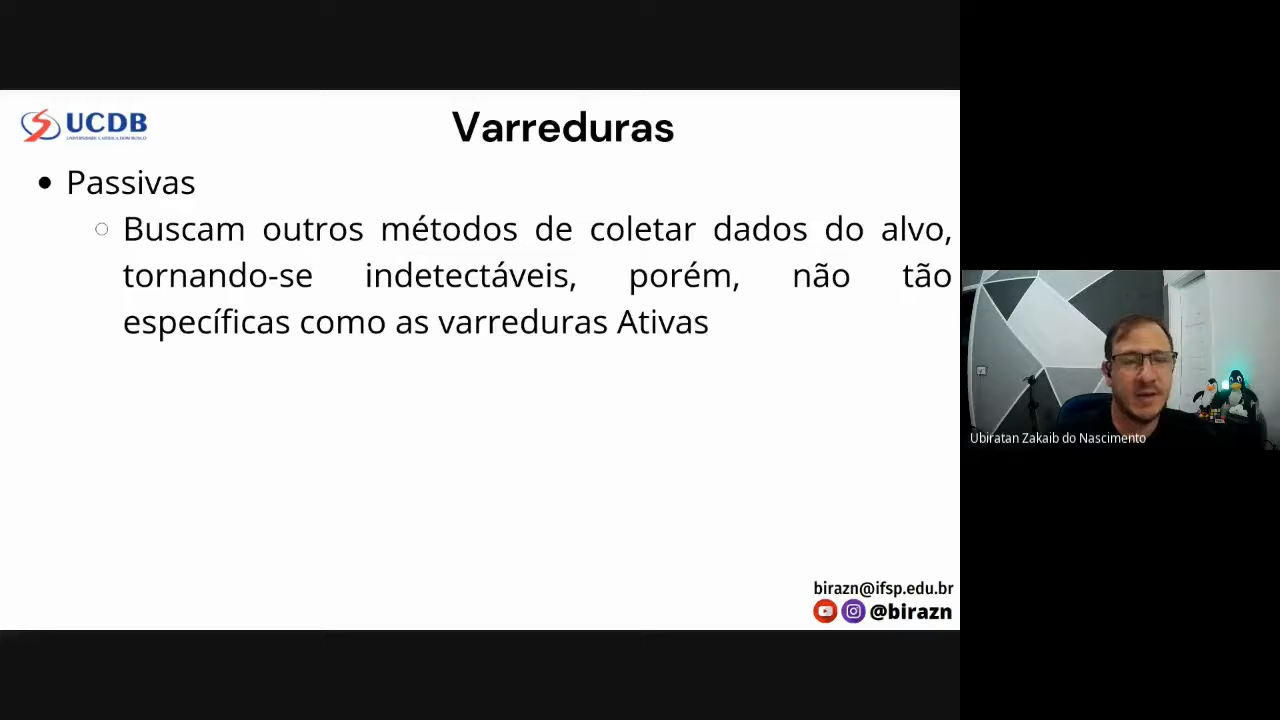 UCDB
Varreduras
Passivas
Buscam outros métodos de coletar dados do alvo,
tornando-se indetectáveis, porém, não tão
específicas como as varreduras Ativas
Ubiratan Zakaib do Nascimento
birazn@ifsp.edu.br
@birazn